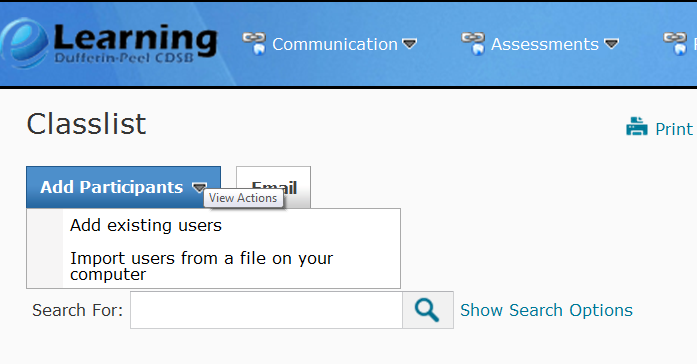 Learning
Dufferin-Peel CDSB
Communication
Assessments
Classlist
Print
Add Participants
Email
View Actions
Add existing users
Import users from a file on your
computer
Search For:
Show Search Options